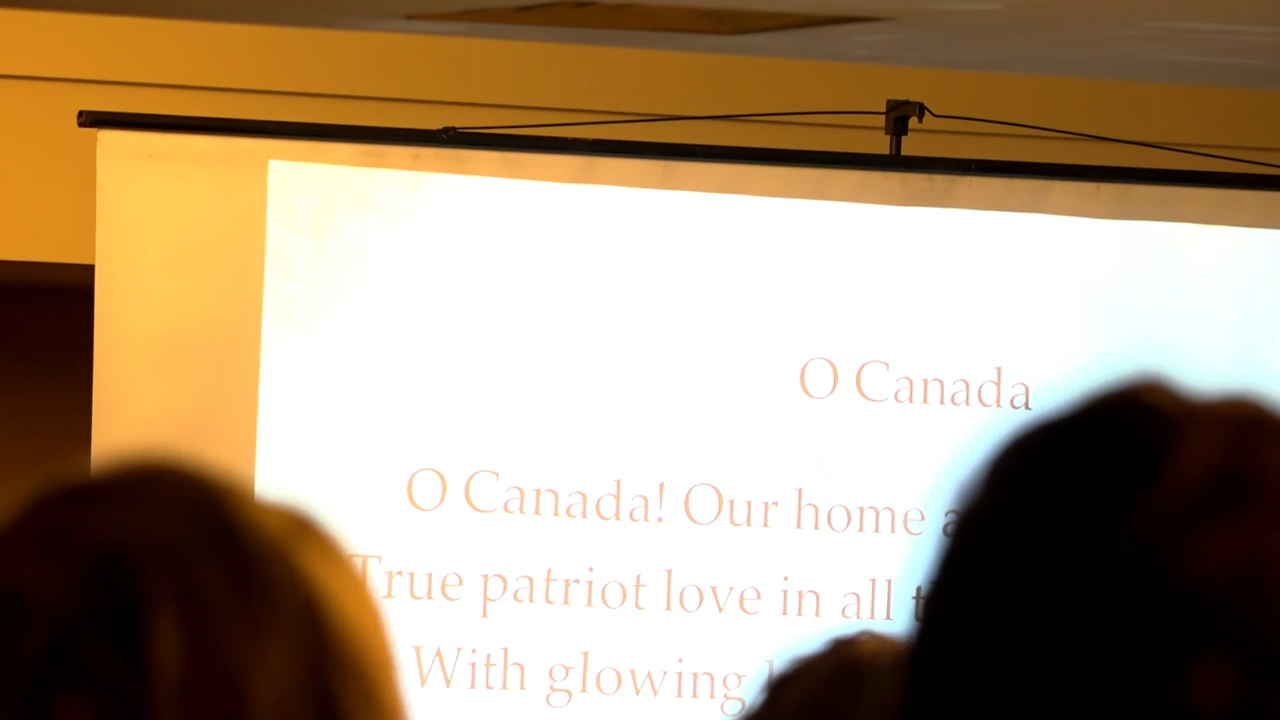 O Canada
O Canada! Our home a
True patriot love in all t
With glowing